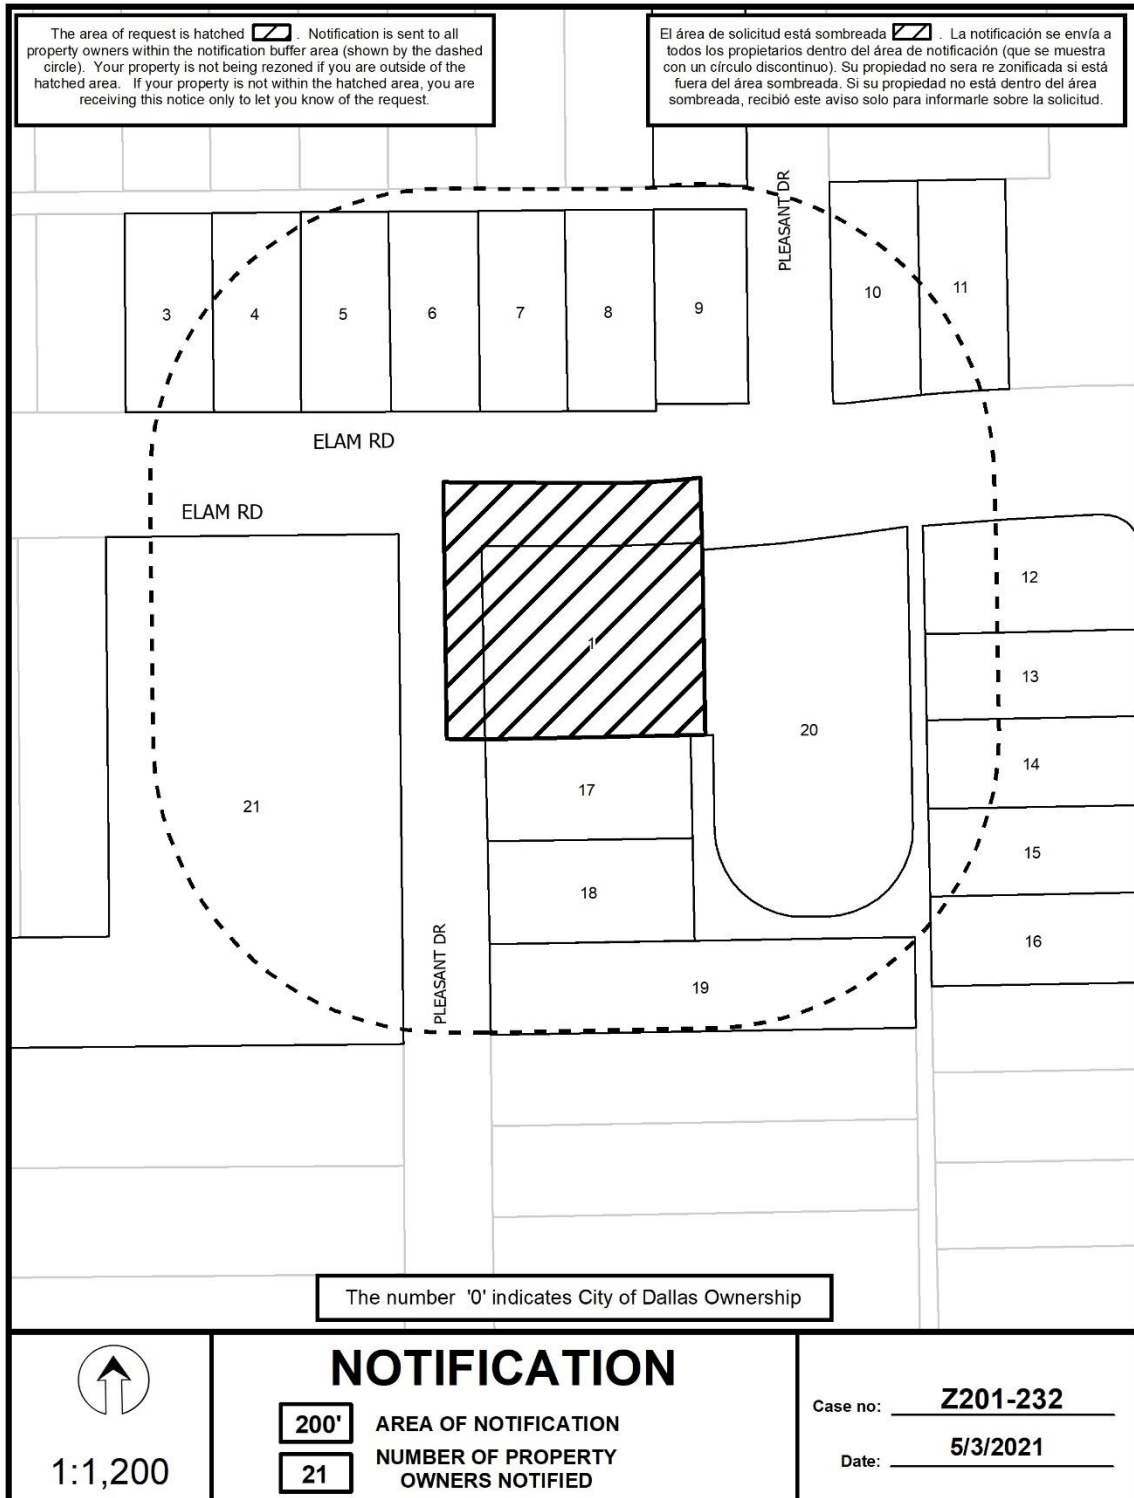 The area of request is hatched . Notification is sent to all
property owners within the notification buffer area (shown by the dashed
circle). Your property is not being rezoned if you are outside of the
hatched area. If your property is not within the hatched area, you are
receiving this notice only to let you know of the request.
El área de solicitud está sombreada . La notificación se envía a
todos los propietarios dentro del área de notificación (que se muestra
con un círculo discontinuo). Su propiedad no sera re zonificada si está
fuera del área sombreada. Si su propiedad no está dentro del área
sombreada, recibió este aviso solo para informarle sobre la solicitud.
PLEASANT DR
3
4
5
6
7
8
9
10
11
ELAM RD
ELAM RD
12
1
13
20
14
17
21
15
18
16
PLEASANT DR
19
The number '0' indicates City of Dallas Ownership
1:1,200
NOTIFICATION
200' AREA OF NOTIFICATION
21 NUMBER OF PROPERTY
OWNERS NOTIFIED
Case no: Z201-232
Date: 5/3/2021